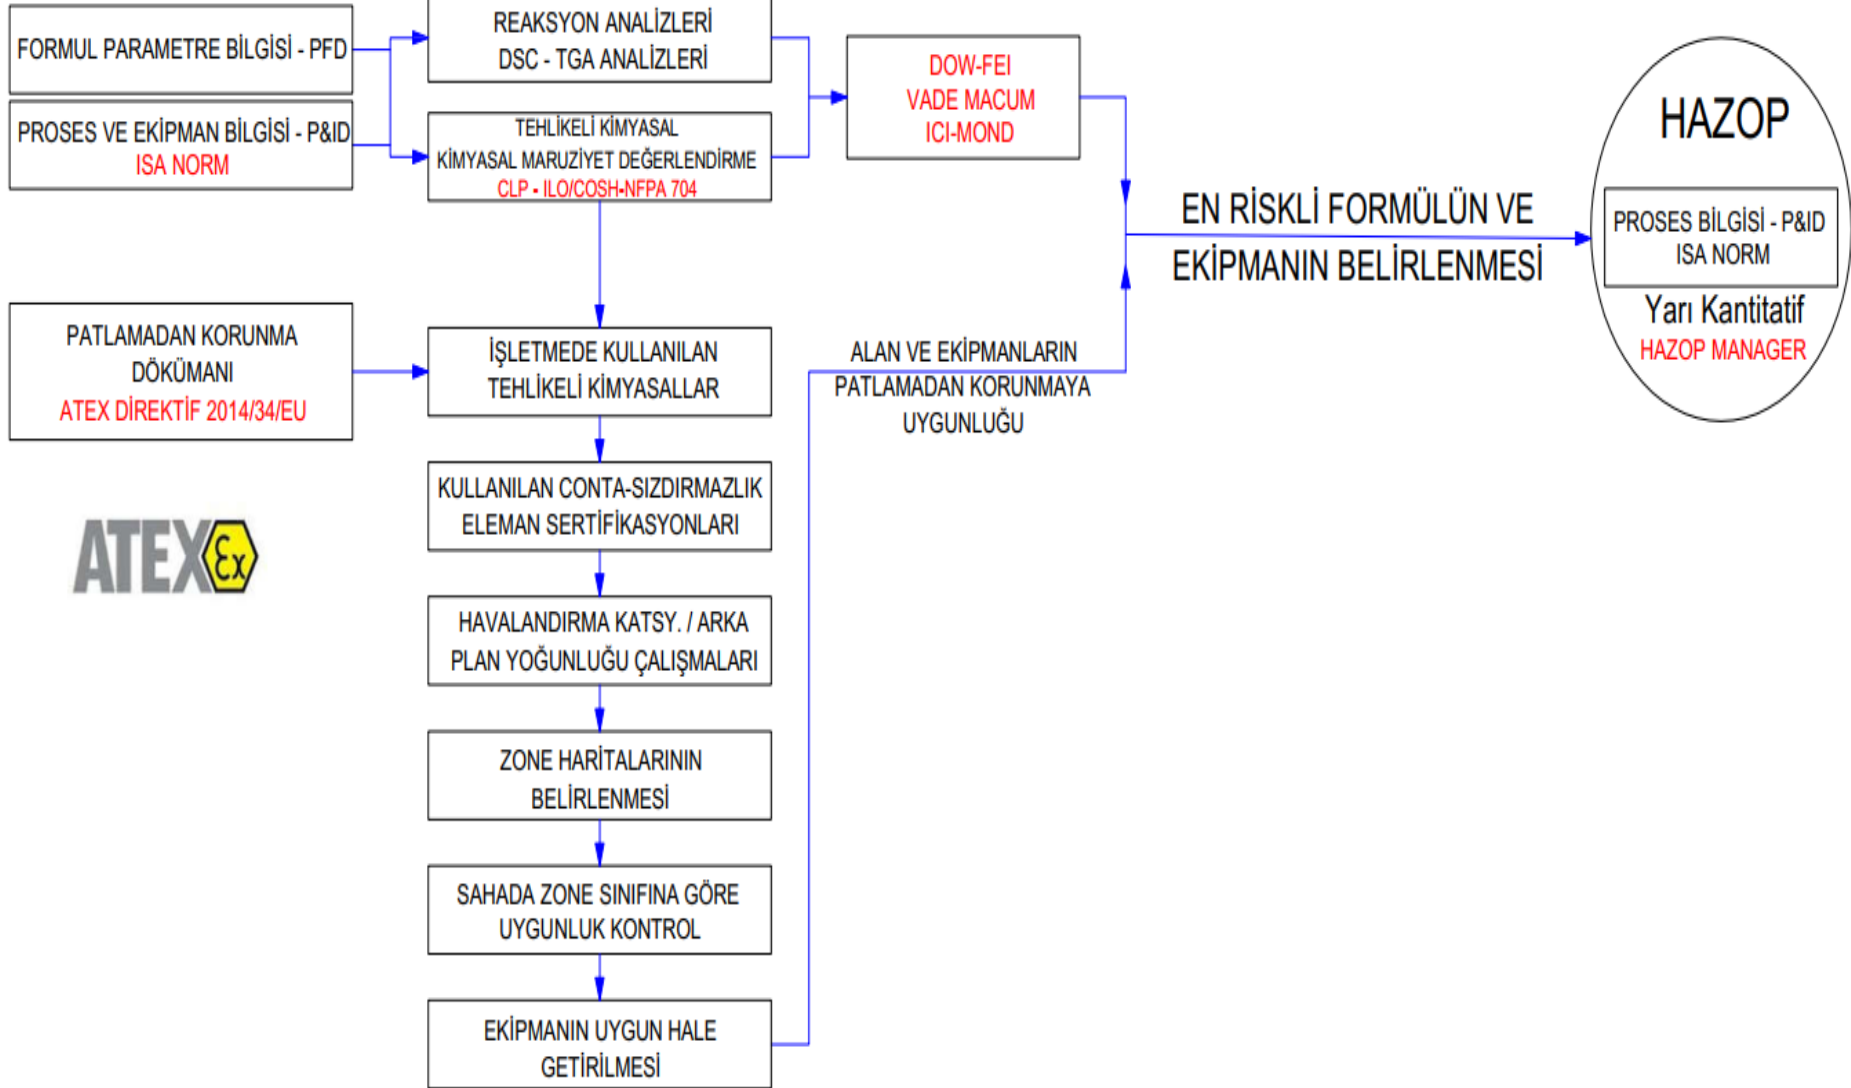 FORMUL PARAMETRE BİLGİSİ - PFD
PROSES VE EKİPMAN BİLGİSİ - P&ID
ISA NORM
REAKSYON ANALİZLERİ
DSC - TGA ANALİZLERİ
TEHLİKELİ KİMYASAL
KİMYASAL MARUZİYET DEĞERLENDİRME
CLP - ILO/COSH-NFPA 704
DOW-FEI
VADE MACUM
ICI-MOND
EN RİSKLİ FORMÜLÜN VE
EKİPMANIN BELİRLENMESİ
HAZOP
PROSES BİLGİSİ - P&ID
ISA NORM
Yarı Kantitatif
HAZOP MANAGER
PATLAMADAN KORUNMA
DÖKÜMANI
ATEX DİREKTİF 2014/34/EU
İŞLETMEDE KULLANILAN
TEHLİKELİ KİMYASALLAR
ALAN VE EKİPMANLARIN
PATLAMADAN KORUNMAYA
UYGUNLUĞU
KULLANILAN CONTA-SIZDIRMAZLIK
ELEMAN SERTİFİKASYONLARI
ATEX Ex
HAVALANDIRMA KATSY. / ARKA
PLAN YOĞUNLUĞU ÇALIŞMALARI
ZONE HARİTALARININ
BELİRLENMESİ
SAHADA ZONE SINIFINA GÖRE
UYGUNLUK KONTROL
EKİPMANIN UYGUN HALE
GETİRİLMESİ